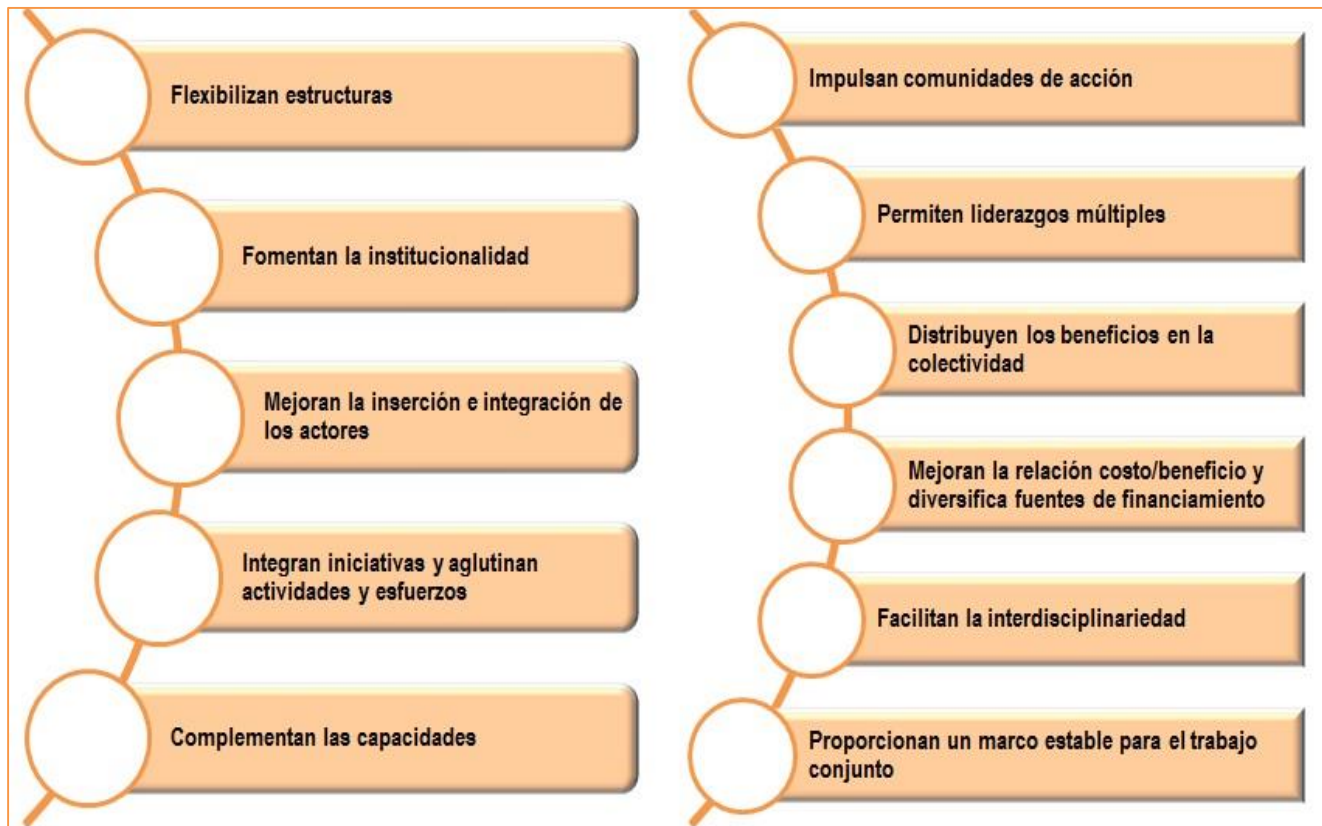 Flexibilizan estructuras
Fomentan la institucionalidad
Mejoran la inserción e integración de
los actores
Integran iniciativas y aglutinan
actividades y esfuerzos
Complementan las capacidades
Impulsan comunidades de acción
Permiten liderazgos múltiples
Distribuyen los beneficios en la
colectividad
Mejoran la relación costo/beneficio y
diversifica fuentes de financiamiento
Facilitan la interdisciplinariedad
Proporcionan un marco estable para el trabajo
conjunto